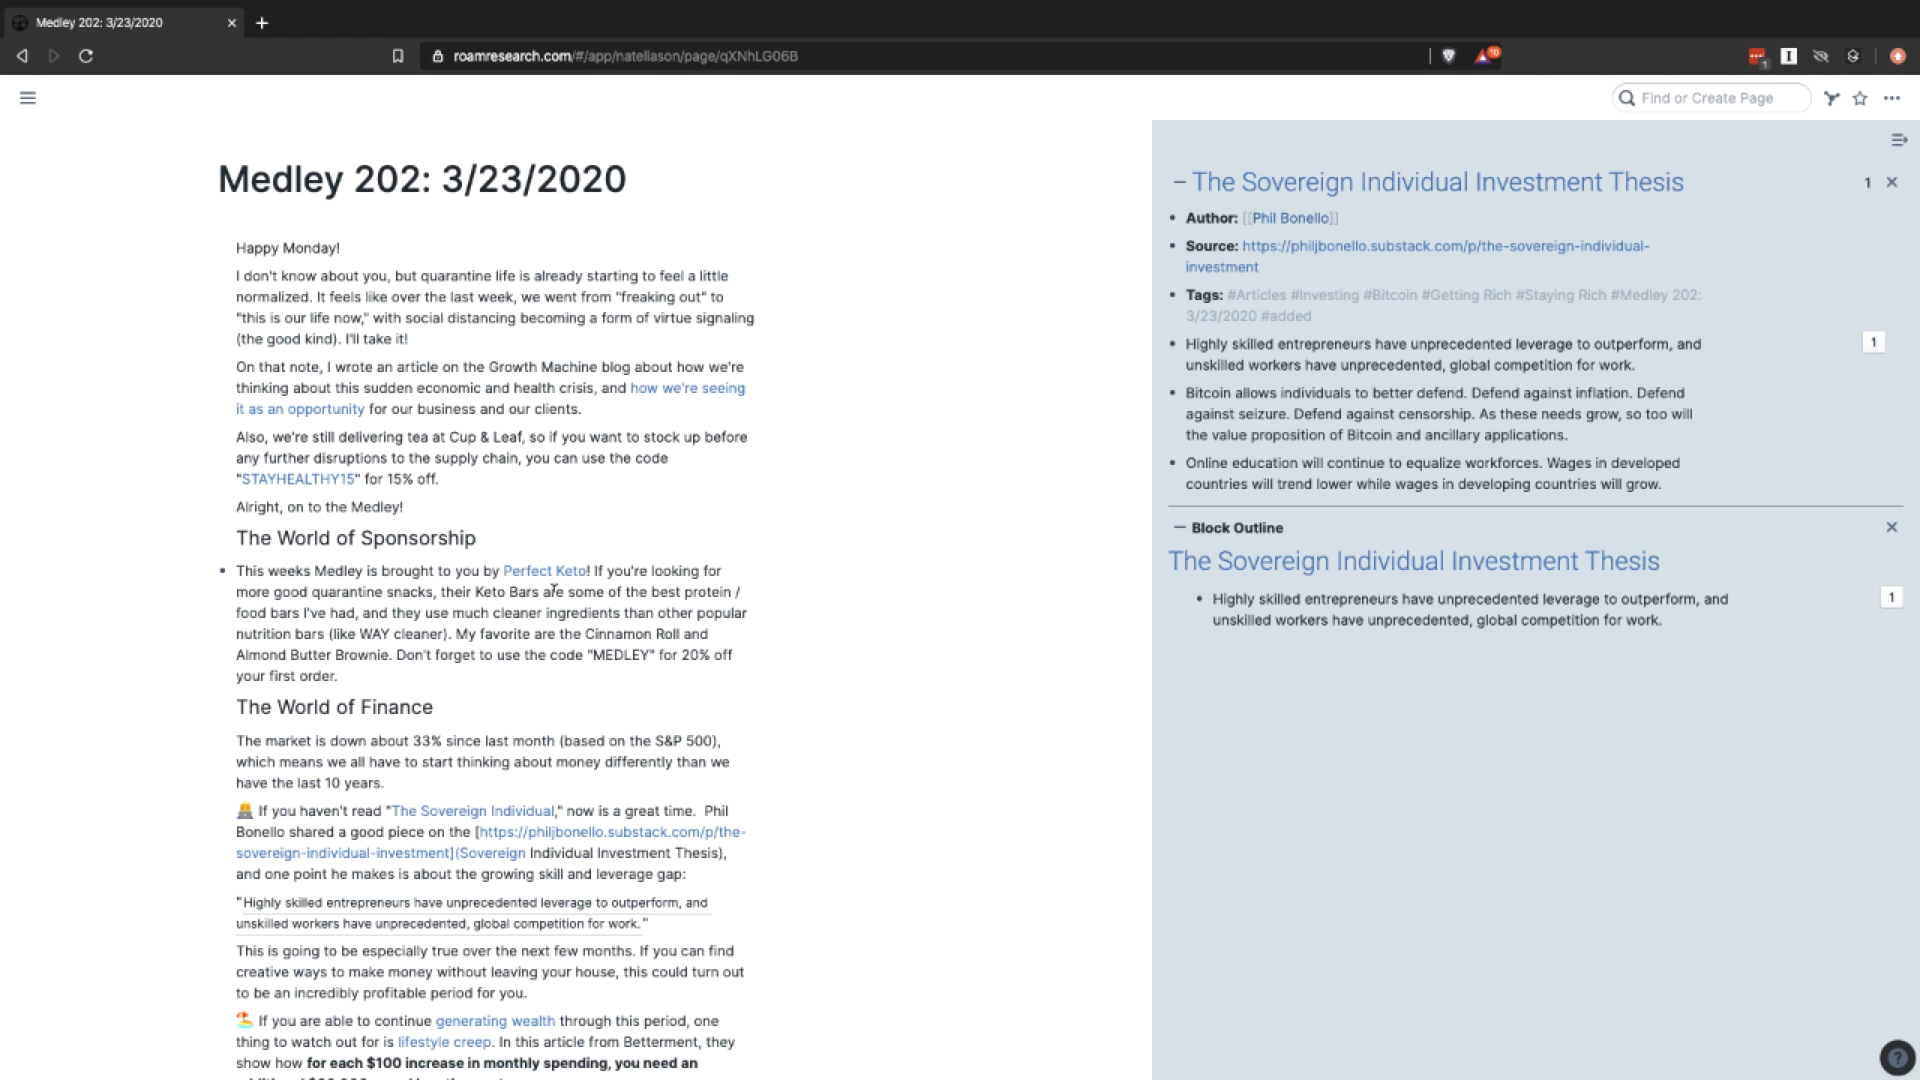 Medley 202: 3/23/2020
roamresearch.com/#/app/nateliason/page/qXNhLG06B
10
1
I
Find or Create Page
Medley 202: 3/23/2020
Happy Monday!
I don't know about you, but quarantine life is already starting to feel a little
normalized. It feels like over the last week, we went from "freaking out" to
"this is our life now," with social distancing becoming a form of virtue signaling
(the good kind). I'll take it!
On that note, I wrote an article on the Growth Machine blog about how we're
thinking about this sudden economic and health crisis, and how we're seeing
it as an opportunity for our business and our clients.
Also, we're still delivering tea at Cup & Leaf, so if you want to stock up before
any further disruptions to the supply chain, you can use the code
"STAYHEALTHY15" for 15% off.
Alright, on to the Medley!
The World of Sponsorship
This weeks Medley is brought to you by Perfect Keto! If you're looking for
more good quarantine snacks, their Keto Bars are some of the best protein /
food bars I've had, and they use much cleaner ingredients than other popular
nutrition bars (like WAY cleaner). My favorite are the Cinnamon Roll and
Almond Butter Brownie. Don't forget to use the code "MEDLEY" for 20% off
your first order.
The World of Finance
The market is down about 33% since last month (based on the S&P 500),
which means we all have to start thinking about money differently than we
have the last 10 years.
If you haven't read "The Sovereign Individual," now is a great time. Phil
Bonello shared a good piece on the [https://philjbonello.substack.com/p/the-
sovereign-individual-investment](Sovereign Individual Investment Thesis),
and one point he makes is about the growing skill and leverage gap:
"Highly skilled entrepreneurs have unprecedented leverage to outperform, and
unskilled workers have unprecedented, global competition for work."
This is going to be especially true over the next few months. If you can find
creative ways to make money without leaving your house, this could turn out
to be an incredibly profitable period for you.
If you are able to continue generating wealth through this period, one
thing to watch out for is lifestyle creep. In this article from Betterment, they
show how for each $100 increase in monthly spending, you need an
The Sovereign Individual Investment Thesis
1
Author: [[Phil Bonello]]
Source: https://philjbonello.substack.com/p/the-sovereign-individual-
investment
Tags: #Articles #Investing #Bitcoin #Getting Rich #Staying Rich #Medley 202:
3/23/2020 #added
Highly skilled entrepreneurs have unprecedented leverage to outperform, and
unskilled workers have unprecedented, global competition for work.
1
Bitcoin allows individuals to better defend. Defend against inflation. Defend
against seizure. Defend against censorship. As these needs grow, so too will
the value proposition of Bitcoin and ancillary applications.
Online education will continue to equalize workforces. Wages in developed
countries will trend lower while wages in developing countries will grow.
Block Outline
The Sovereign Individual Investment Thesis
Highly skilled entrepreneurs have unprecedented leverage to outperform, and
unskilled workers have unprecedented, global competition for work.
1
?